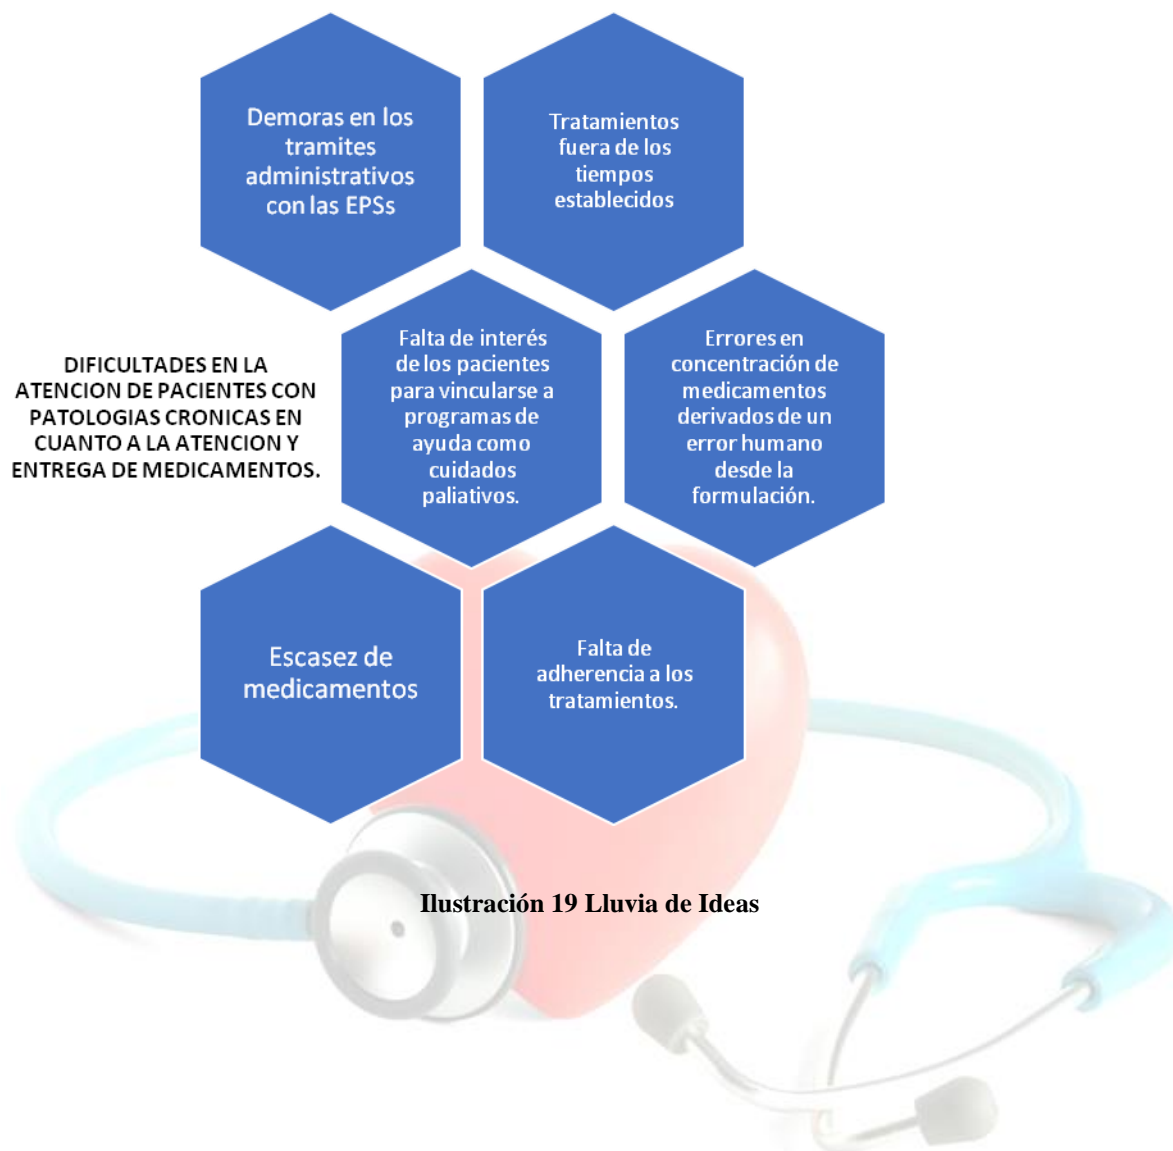 Demoras en los
tramites
administrativos
con las EPSs
Tratamientos
fuera de los
tiempos
establecidos
DIFICULTADES EN LA
ATENCION DE PACIENTES CON
PATOLOGIAS CRONICAS EN
CUANTO A LA ATENCION Y
ENTREGA DE MEDICAMENTOS.
Falta de interés
de los pacientes
para vincularse a
programas de
ayuda como
cuidados
paliativos.
Errores en
concentración de
medicamentos
derivados de un
error humano
desde la
formulación.
Escasez de
medicamentos
Falta de
adherencia a los
tratamientos.
Ilustración 19 Lluvia de Ideas